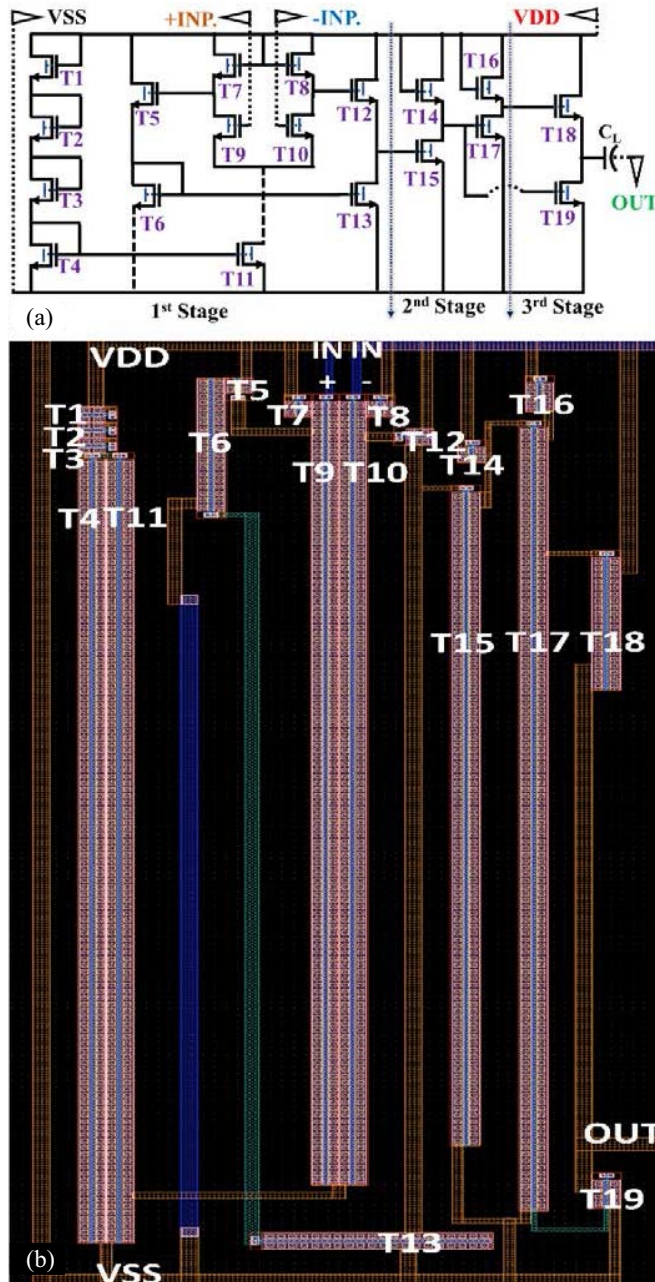 VSS +INP. -INP. VDD
T1 T7 T8 T16
T5 T12 T14 T18
T2 T9 T10 T17 C_L
T15
T3 T6 T13 T19 OUT
T4 T11
(a) 1st Stage 2nd Stage 3rd Stage
VDD IN IN
+ -
T1 T5 T7 T8 T16
T2 T6 T12
T3 T9 T10 T14
T4 T11
T15 T17 T18
OUT
T19
T13
(b) VSS